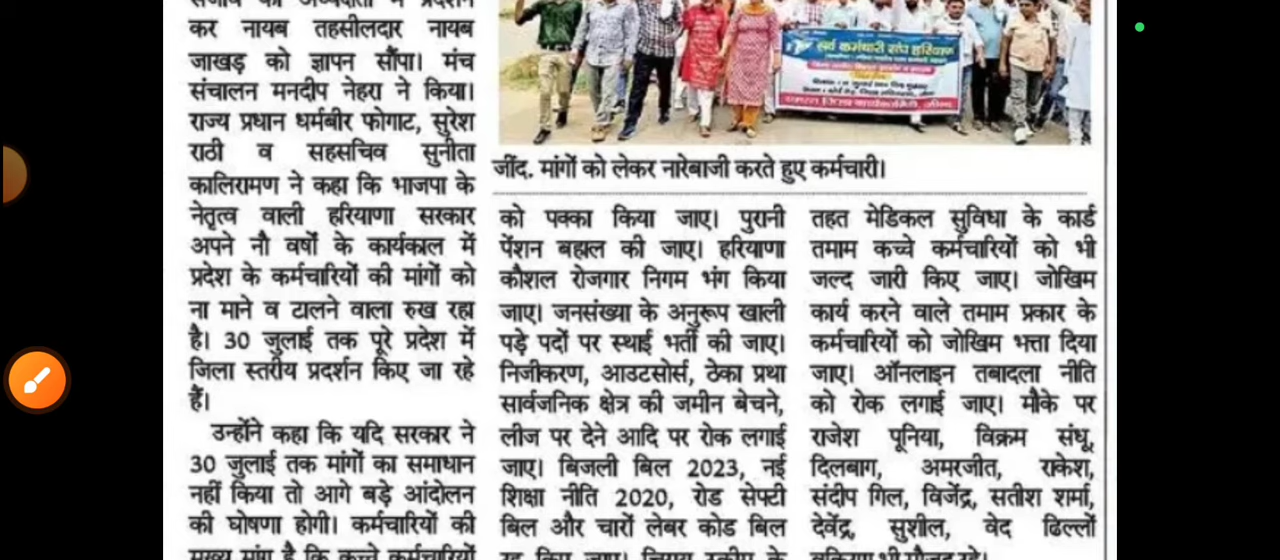 कर नायब तहसीलदार नायब
जाखड़ को ज्ञापन सौंपा। मंच
संचालन मनदीप नेहरा ने किया।
राज्य प्रधान धर्मबीर फोगाट, सुरेश
राठी व सहसचिव सुनीता
कालिरामण ने कहा कि भाजपा के
नेतृत्व वाली हरियाणा सरकार
अपने नौ वर्षों के कार्यकाल में
प्रदेश के कर्मचारियों की मांगों को
ना माने व टालने वाला रुख रहा
है। 30 जुलाई तक पूरे प्रदेश में
जिला स्तरीय प्रदर्शन किए जा रहे
हैं।
उन्होंने कहा कि यदि सरकार ने
30 जुलाई तक मांगों का समाधान
नहीं किया तो आगे बड़े आंदोलन
की घोषणा होगी। कर्मचारियों की
मुख्य मांग है कि कच्चे कर्मचारियों
सर्व कर्मचारी संघ हरियाणा
जींद. मांगों को लेकर नारेबाजी करते हुए कर्मचारी।
को पक्का किया जाए। पुरानी
पेंशन बहाल की जाए। हरियाणा
कौशल रोजगार निगम भंग किया
जाए। जनसंख्या के अनुरूप खाली
पड़े पदों पर स्थाई भर्ती की जाए।
निजीकरण, आउटसोर्स, ठेका प्रथा
सार्वजनिक क्षेत्र की जमीन बेचने,
लीज पर देने आदि पर रोक लगाई
जाए। बिजली बिल 2023, नई
शिक्षा नीति 2020, रोड सेफ्टी
बिल और चारों लेबर कोड बिल
तहत मेडिकल सुविधा के कार्ड
तमाम कच्चे कर्मचारियों को भी
जल्द जारी किए जाए। जोखिम
कार्य करने वाले तमाम प्रकार के
कर्मचारियों को जोखिम भत्ता दिया
जाए। ऑनलाइन तबादला नीति
को रोक लगाई जाए। मौके पर
राजेश पूनिया, विक्रम संधू,
दिलबाग, अमरजीत, राकेश,
संदीप गिल, विजेंद्र, सतीश शर्मा,
देवेंद्र, सुशील, वेद ढिल्लों